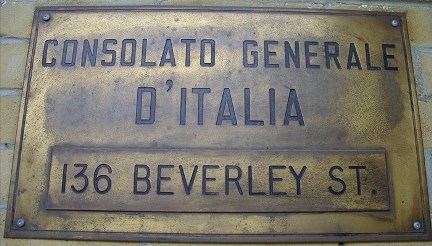 CONSOLATO GENERALE
D'ITALIA
136 BEVERLEY ST.